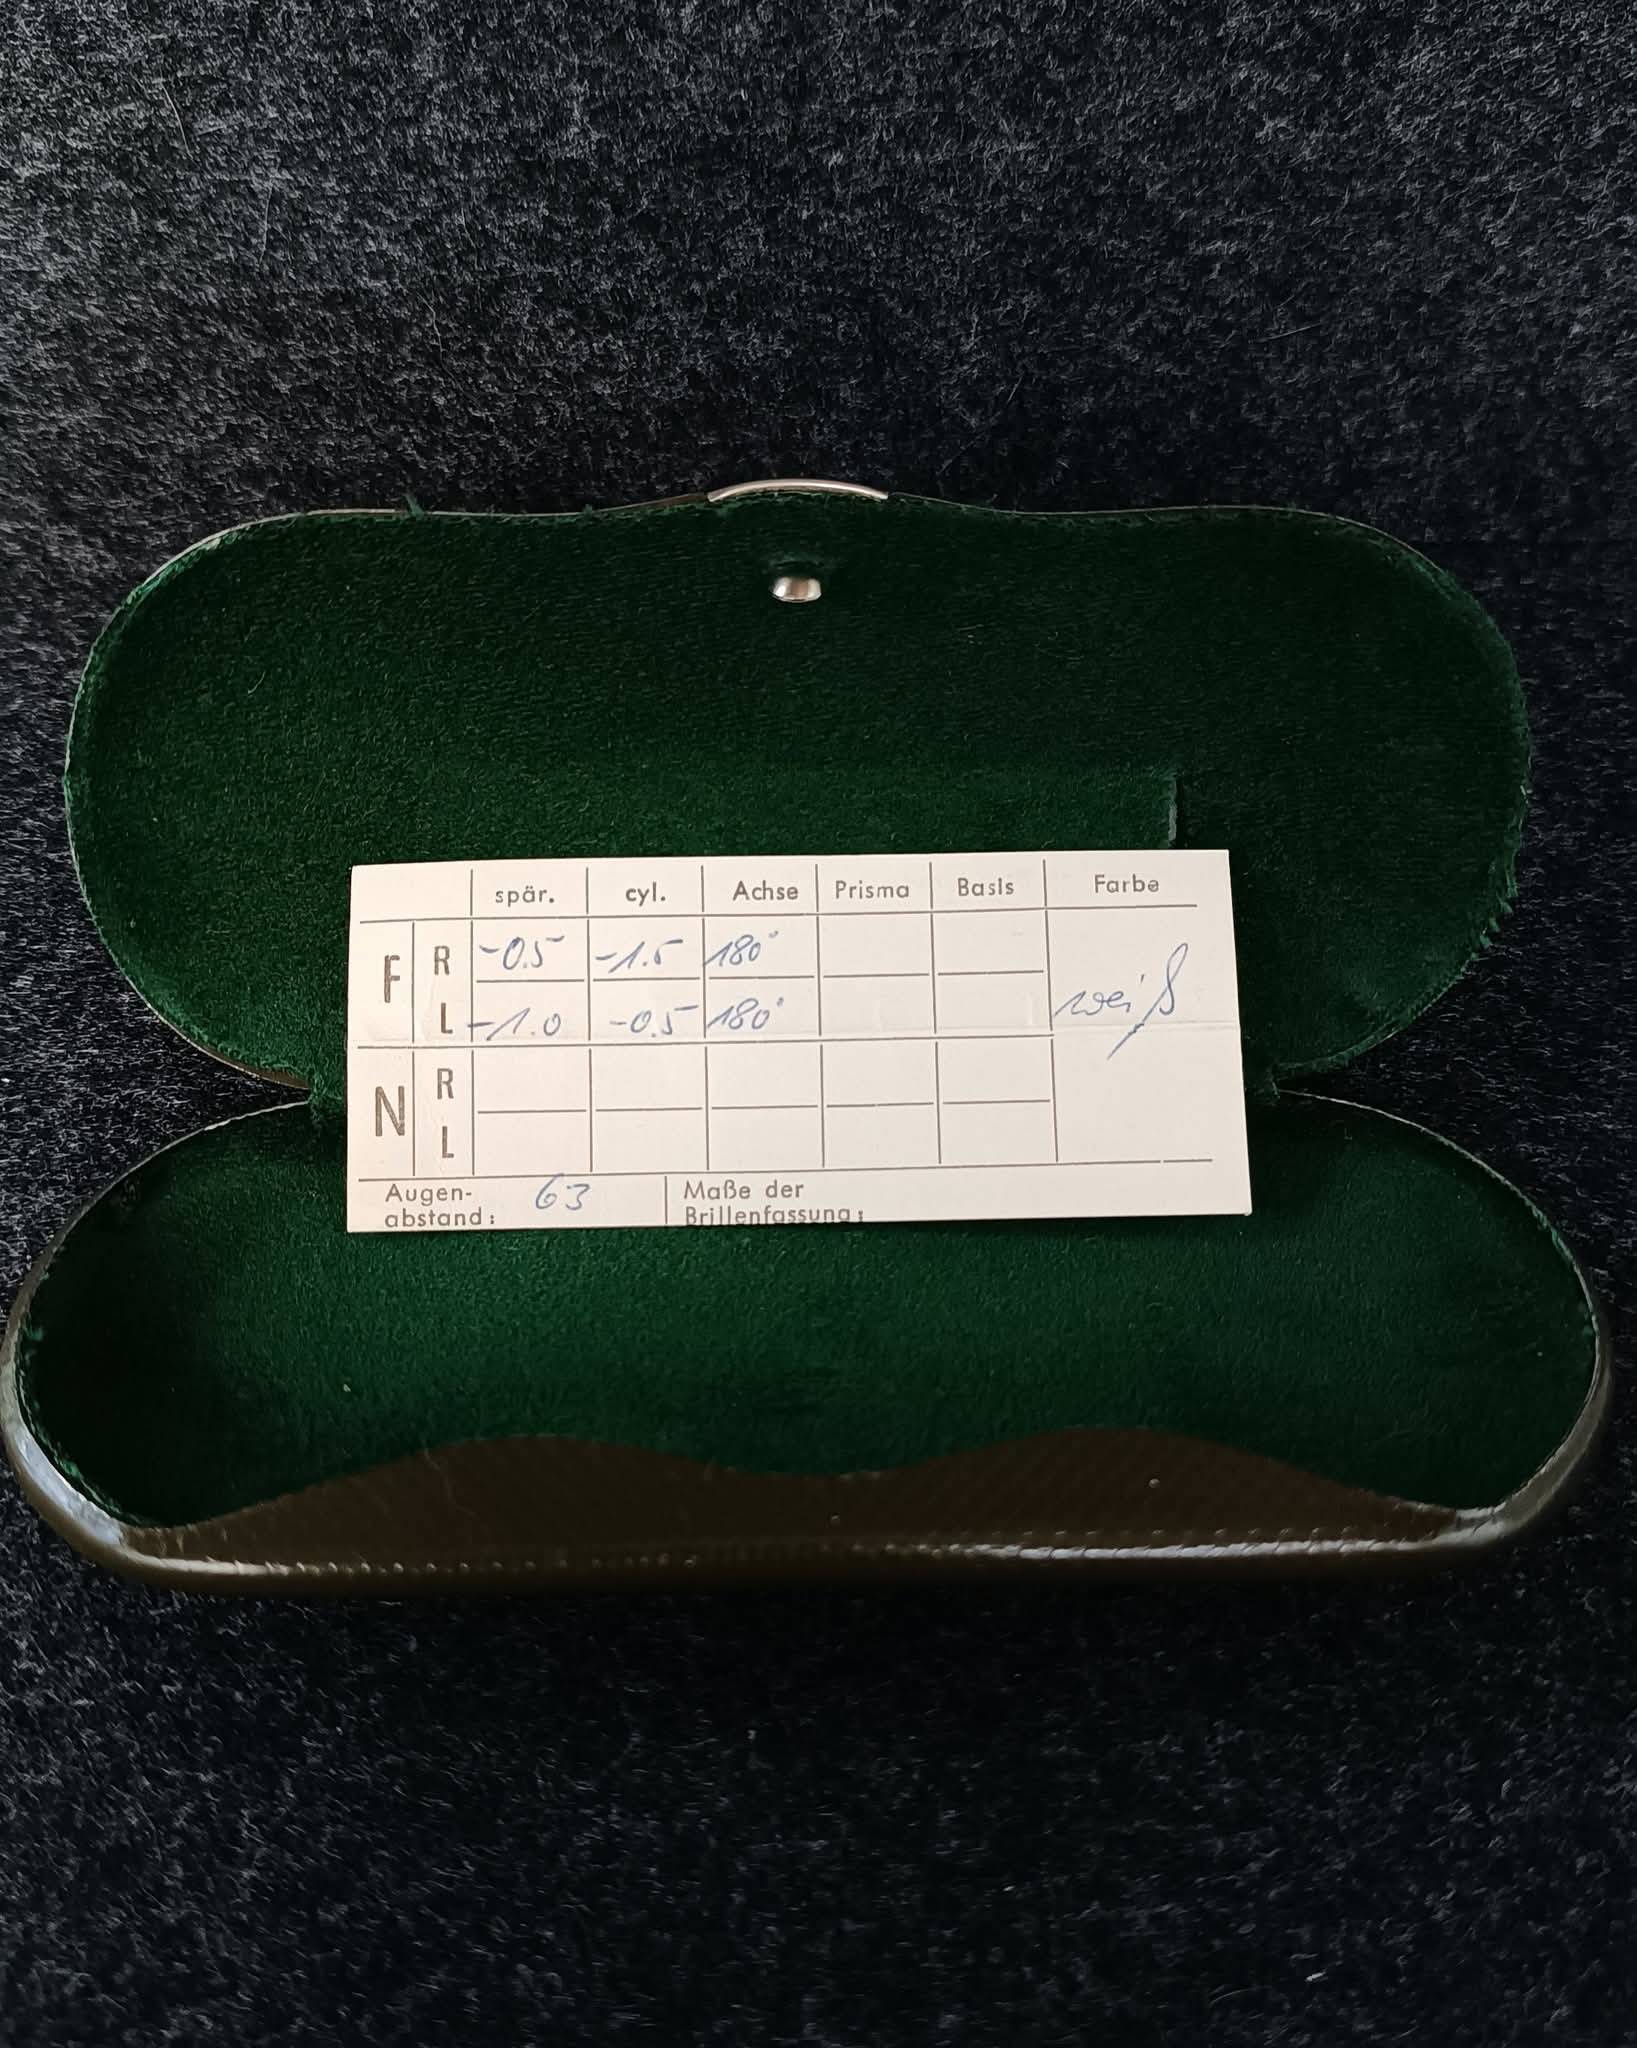 spär. cyl. Achse Prisma Basis Farbe
F R -0.5 -1.5 180° weiß
L -1.0 -0.5 180°
N R
L
Augen- 63 Maße der
abstand: Brillenfassung: